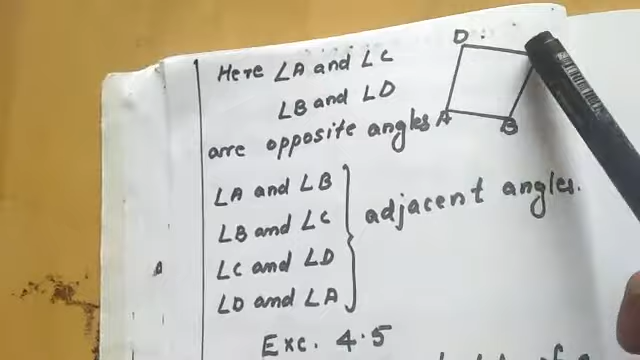 Here ∠A and ∠C
∠B and ∠D
are opposite angles
D
A
B
∠A and ∠B
∠B and ∠C
∠C and ∠D
∠D and ∠A
adjacent angles.
Exc. 4.5